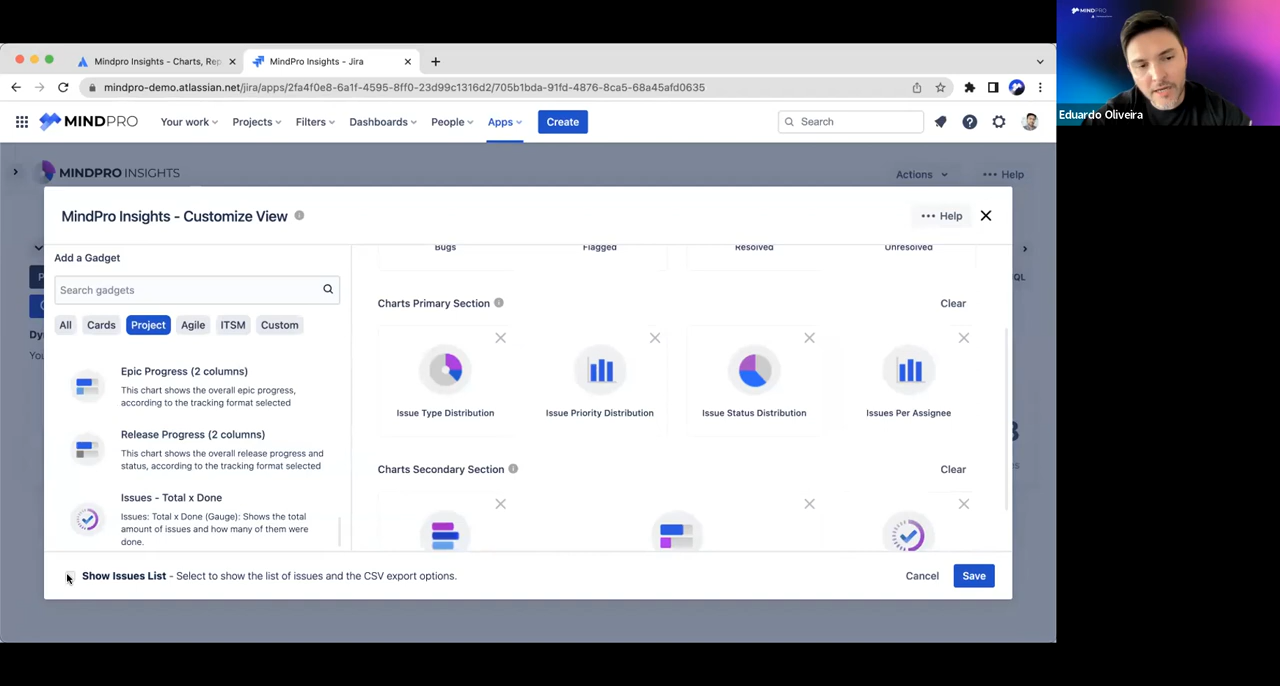 MINDPRO
Eduardo Oliveira
Mindpro Insights - Charts, Rep
MindPro Insights - Jira
mindpro-demo.atlassian.net/jira/apps/2fa4f0e8-6a1f-4595-8ff0-23d99c1316d2/705b1bda-91fd-4876-8ca5-68a45afd0635
MINDPRO
Your work
Projects
Filters
Dashboards
People
Apps
Create
Search
MINDPRO INSIGHTS
Actions
Help
MindPro Insights - Customize View
Help
Add a Gadget
Search gadgets
All
Cards
Project
Agile
ITSM
Custom
Epic Progress (2 columns)
This chart shows the overall epic progress,
according to the tracking format selected
Release Progress (2 columns)
This chart shows the overall release progress and
status, according to the tracking format selected
Issues - Total x Done
Issues: Total x Done (Gauge): Shows the total
amount of issues and how many of them were
done.
Bugs
Flagged
Resolved
Unresolved
Charts Primary Section
Clear
Issue Type Distribution
Issue Priority Distribution
Issue Status Distribution
Issues Per Assignee
Charts Secondary Section
Clear
Show Issues List - Select to show the list of issues and the CSV export options.
Cancel
Save